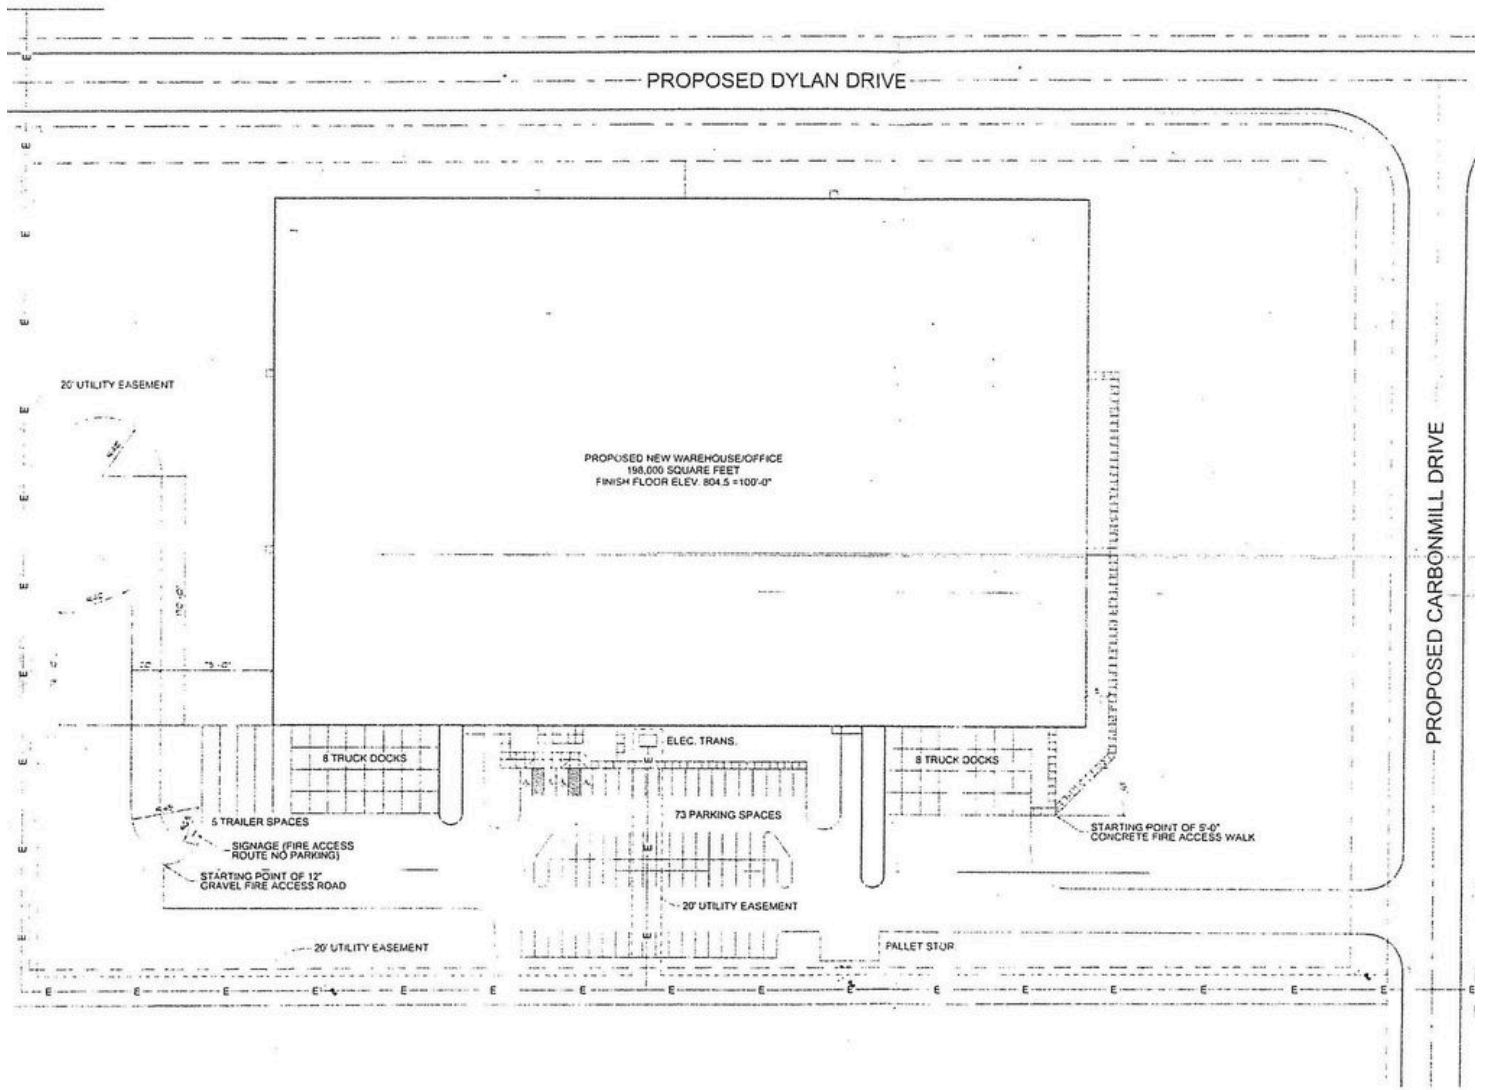 PROPOSED DYLAN DRIVE
20' UTILITY EASEMENT
PROPOSED NEW WAREHOUSE/OFFICE
198,000 SQUARE FEET
FINISH FLOOR ELEV. 804.5 =100'-0"
PROPOSED CARBONMILL DRIVE
ELEC. TRANS.
8 TRUCK DOCKS
8 TRUCK DOCKS
5 TRAILER SPACES
73 PARKING SPACES
SIGNAGE (FIRE ACCESS
ROUTE NO PARKING)
STARTING POINT OF 12"
GRAVEL FIRE ACCESS ROAD
STARTING POINT OF 5'-0"
CONCRETE FIRE ACCESS WALK
20' UTILITY EASEMENT
20' UTILITY EASEMENT
PALLET STOR.
E E E E E E E E E E E E E E E E E